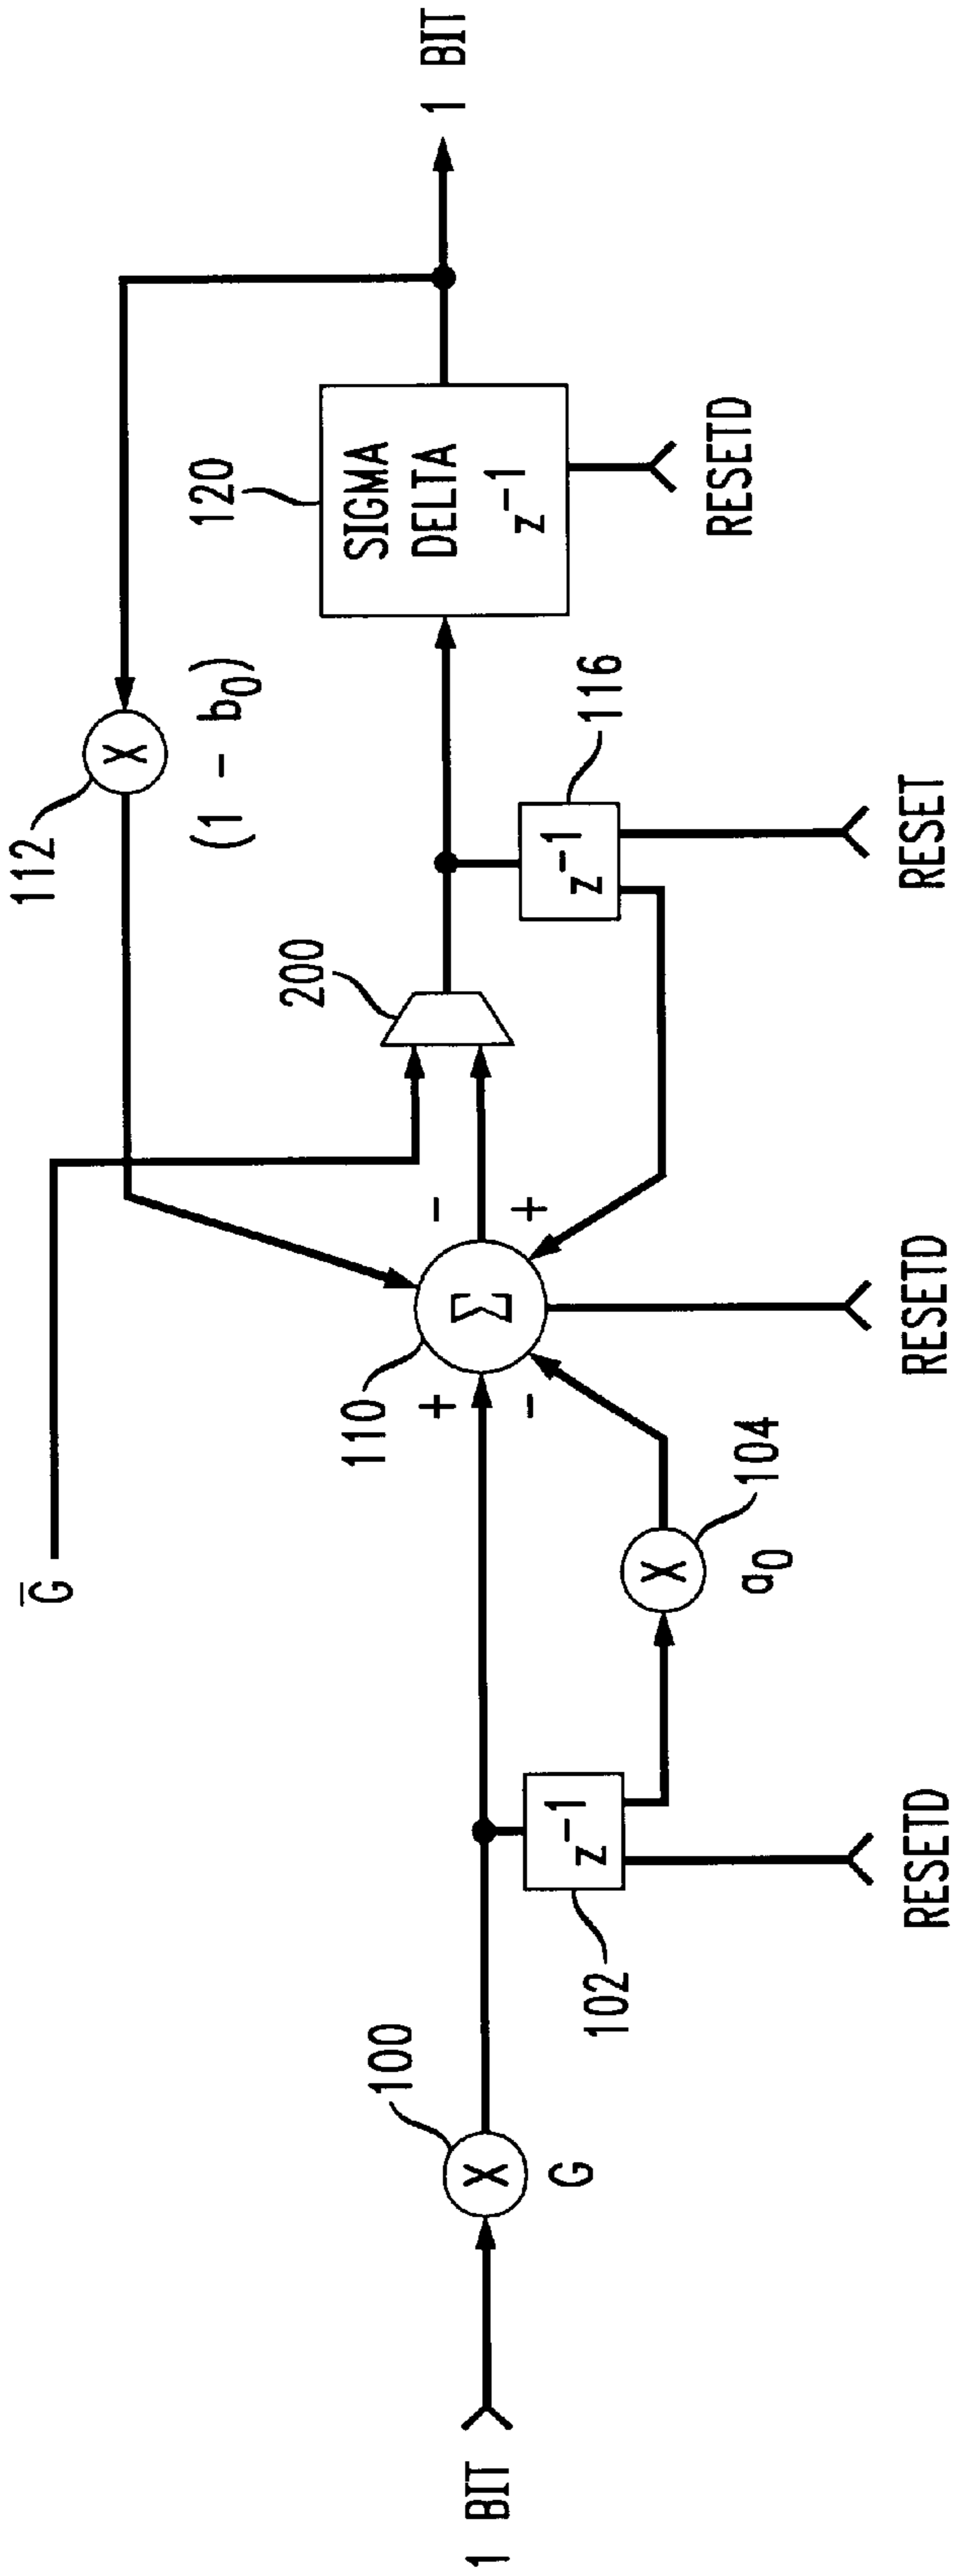 1 BIT
100
X
G
102
z⁻¹
RESETD
104
X
a₀
110
Σ
+
-
-
+
RESETD
G̅
200
112
X
(1 - b₀)
116
z⁻¹
RESET
120
SIGMA
DELTA
z⁻¹
RESETD
1 BIT